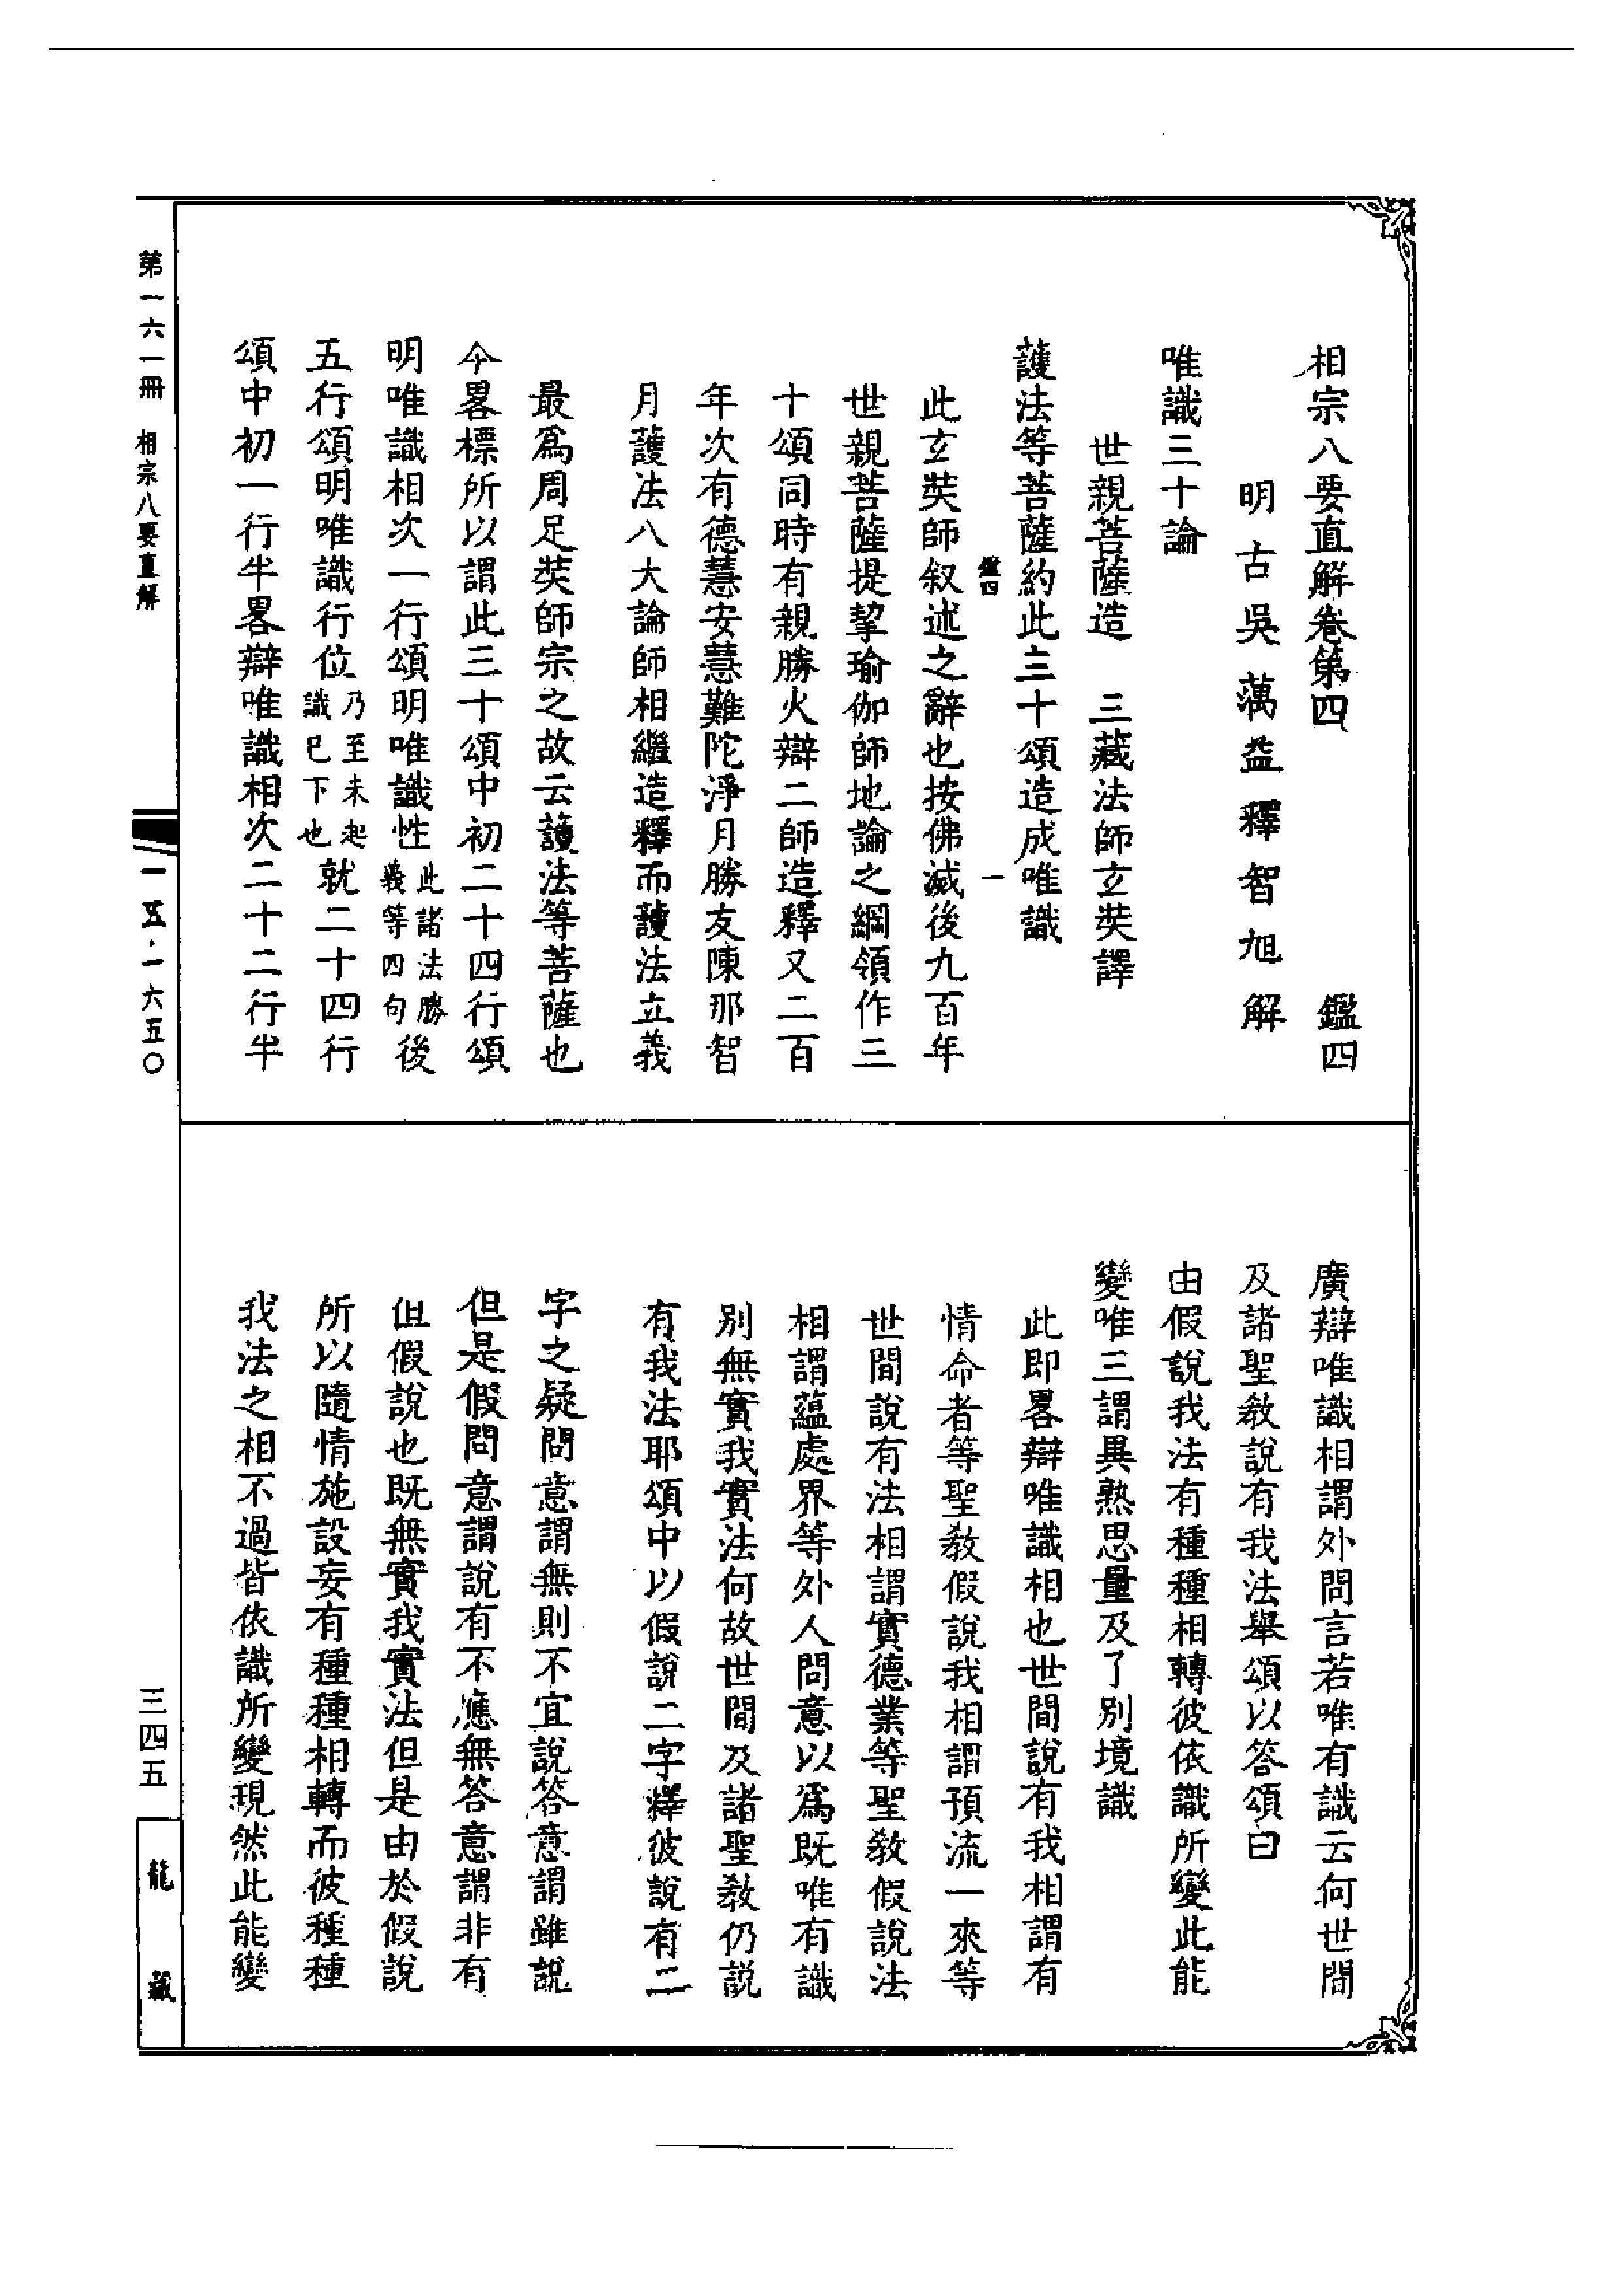 相宗八要直解卷第四　鑑四
明古吳蕅益釋智旭解
唯識三十論
世親菩薩造　三藏法師玄奘譯
護法等菩薩約此三十頌造成唯識
鑑四　一
此玄奘師叙述之辭也按佛滅後九百年
世親菩薩提挈瑜伽師地論之綱領作三
十頌同時有親勝火辯二師造釋又二百
年次有德慧安慧難陀淨月勝友陳那智
月護法八大論師相繼造釋而護法立義
最爲周足奘師宗之故云護法等菩薩也
今畧標所以謂此三十頌中初二十四行頌
明唯識相次一行頌明唯識性此諸法勝義等四句後
五行頌明唯識行位乃至未起識已下也就二十四行
頌中初一行半畧辯唯識相次二十二行半
廣辯唯識相謂外問言若唯有識云何世間
及諸聖教說有我法舉頌以答頌曰
由假說我法有種種相轉彼依識所變此能
變唯三謂異熟思量及了別境識
此即畧辯唯識相也世間說有我相謂有
情命者等聖教假說我相謂預流一來等
世間說有法相謂實德業等聖教假說法
相謂蘊處界等外人問意以爲既唯有識
別無實我實法何故世間及諸聖教仍説
有我法耶頌中以假說二字釋彼說有二
字之疑問意謂無則不宜說答意謂雖說
但是假問意謂說有不應無答意謂非有
但假說也既無實我實法但是由於假說
所以隨情施設妄有種種相轉而彼種種
我法之相不過皆依識所變現然此能變
第一六一冊　相宗八要直解
一五·一六五〇
三四五
龍藏